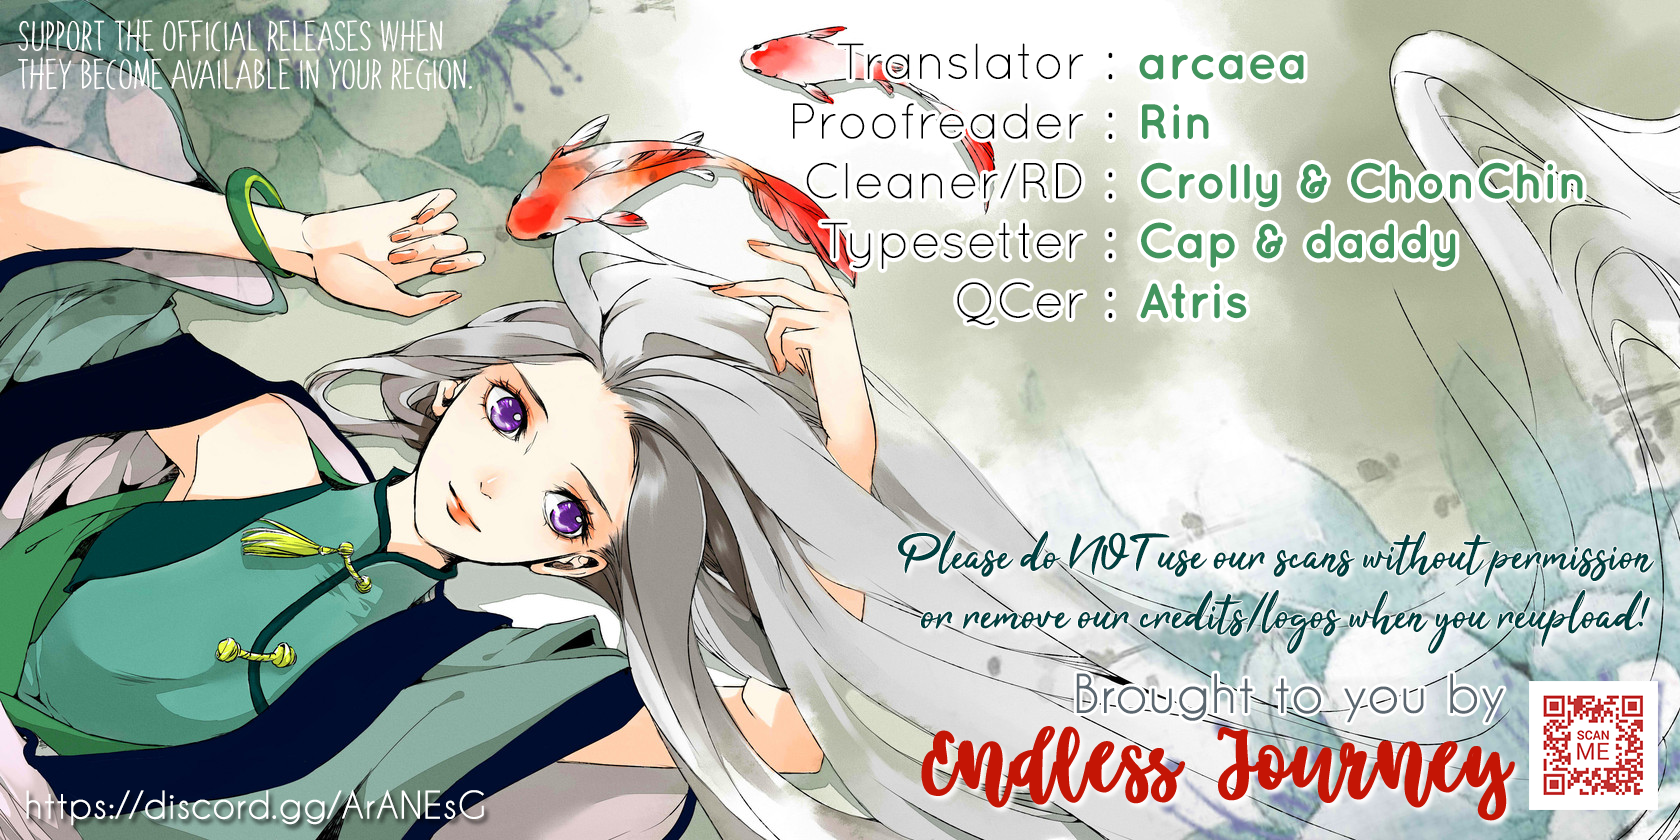 SUPPORT THE OFFICIAL RELEASES WHEN
THEY BECOME AVAILABLE IN YOUR REGION.
Translator : arcaea
Proofreader : Rin
Cleaner/RD : Crolly & ChonChin
Typesetter : Cap & daddy
QCer : Atris
Please do NOT use our scans without permission
or remove our credits/logos when you reupload!
Brought to you by
Endless Journey
SCAN
ME
https://discord.gg/ArANEsG